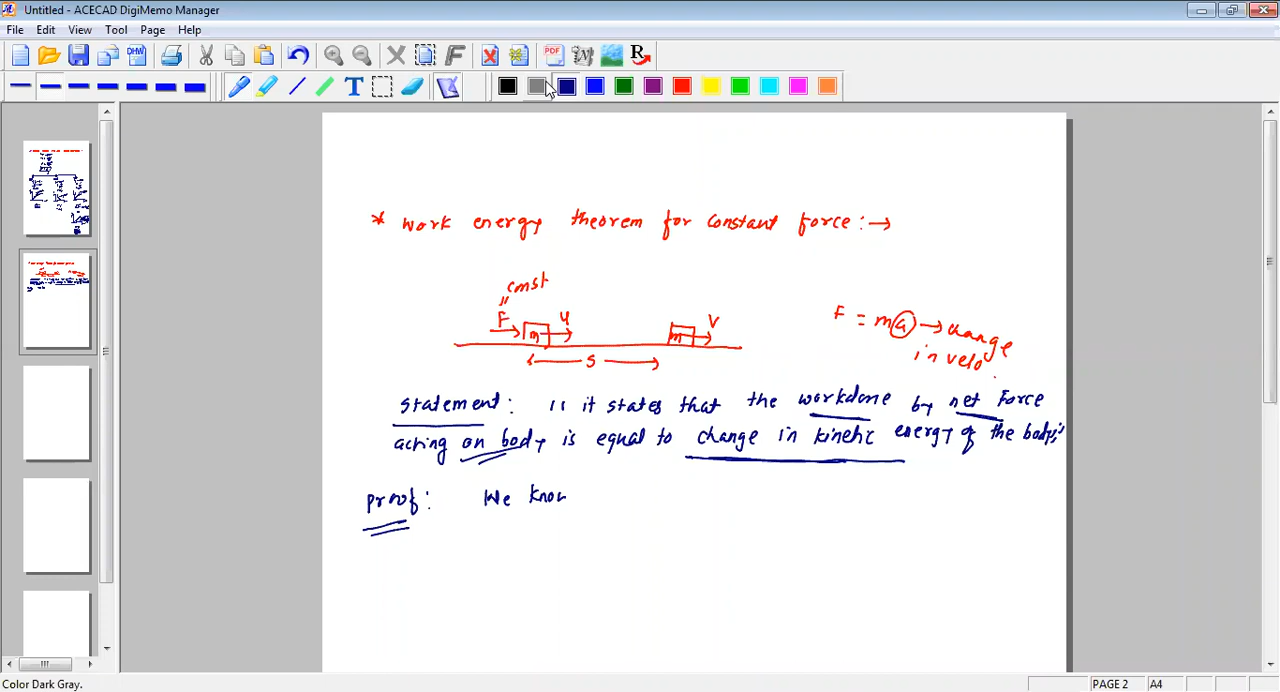 Untitled - ACECAD DigiMemo Manager
File Edit View Tool Page Help
* Work energy theorem for constant force :→
const
F m u
m v
s
F = ma → change
in velo
Statement: " it states that the workdone by net Force
acting on body is equal to change in kinetic energy of the body"
Proof: We know
Color Dark Gray.
PAGE 2 A4